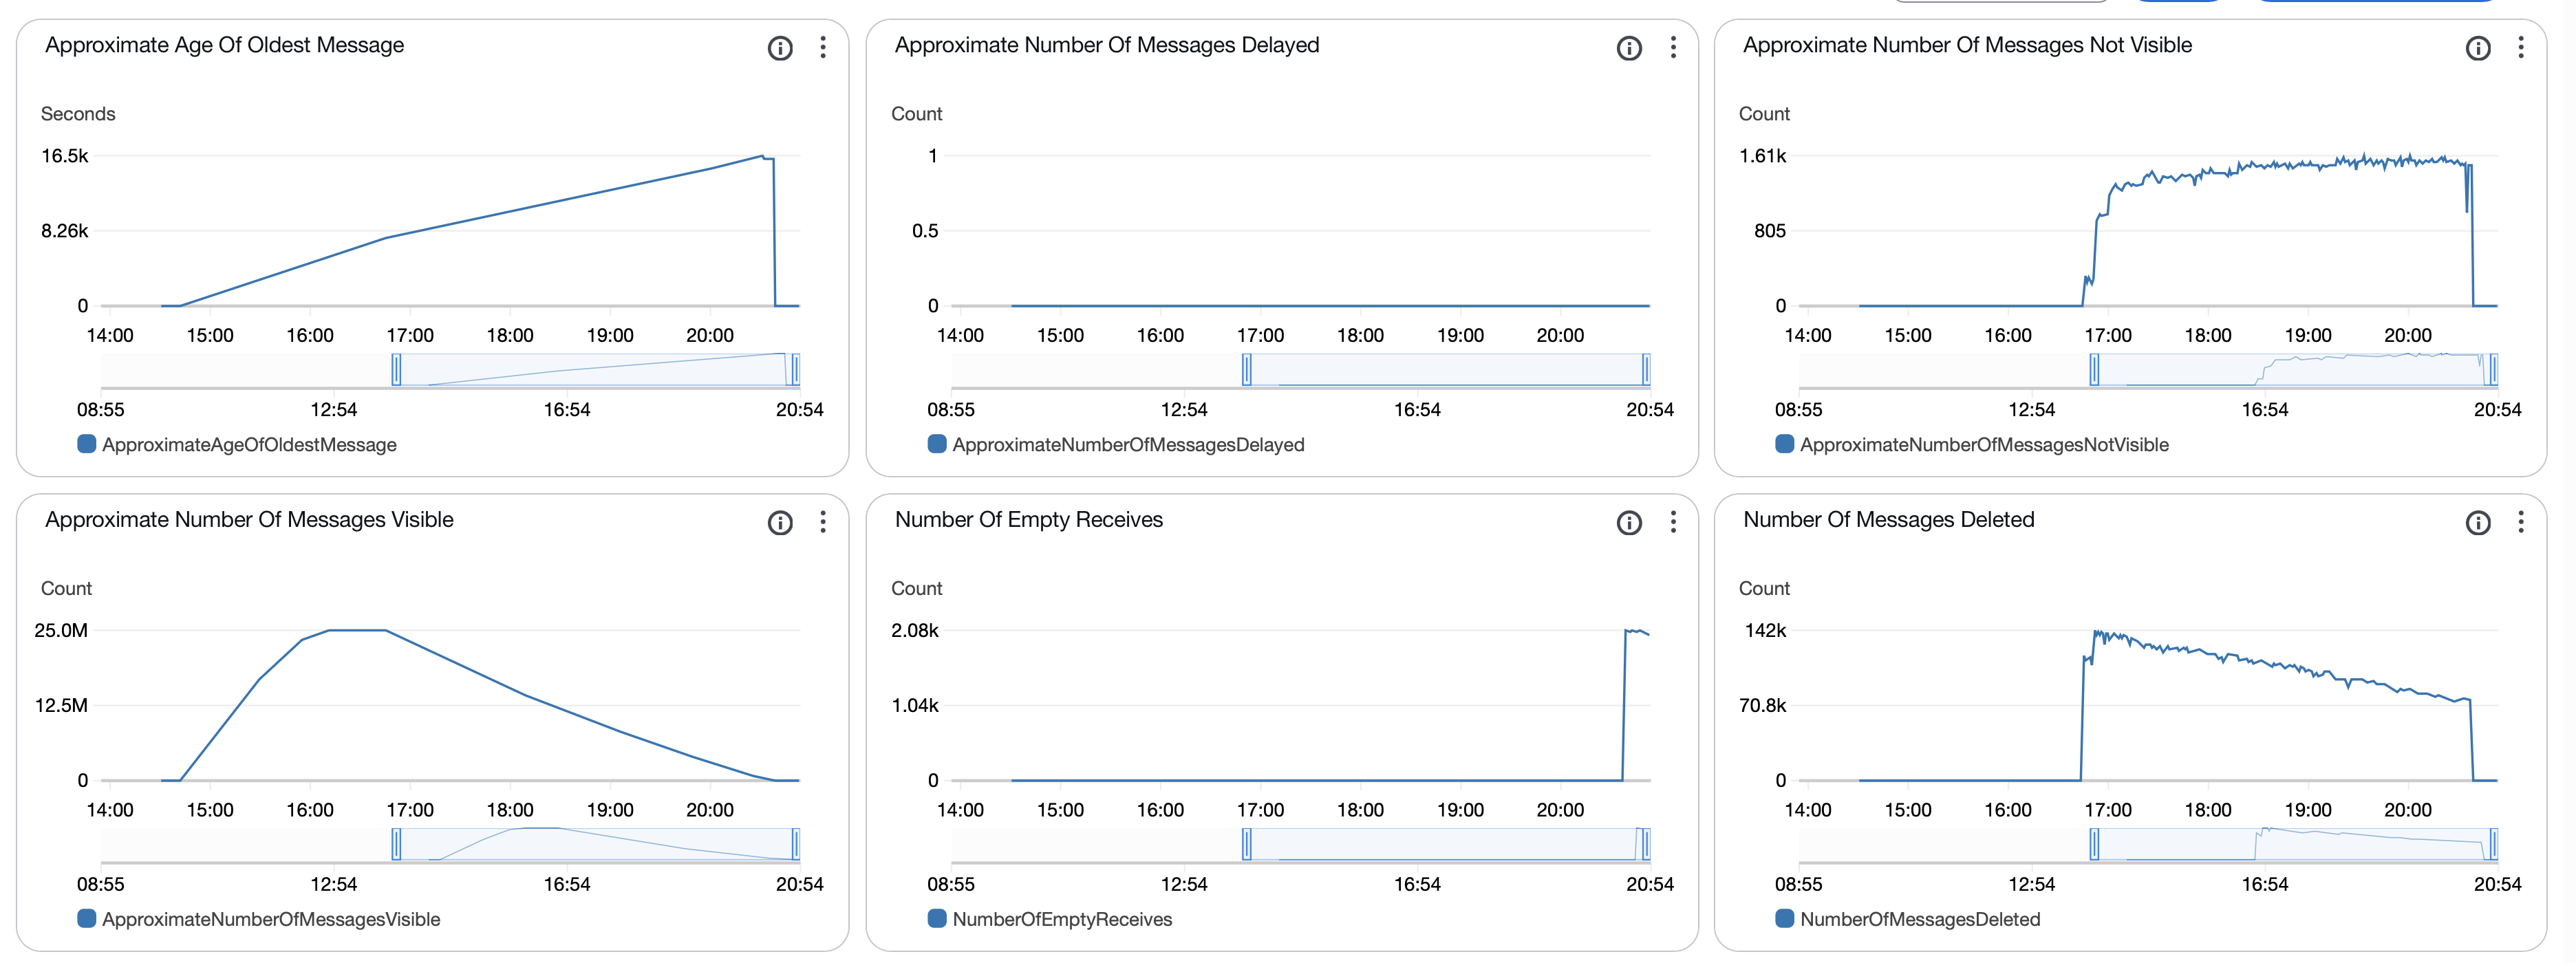 Approximate Age Of Oldest Message
Seconds
16.5k
8.26k
0
14:00 15:00 16:00 17:00 18:00 19:00 20:00
08:55 12:54 16:54 20:54
ApproximateAgeOfOldestMessage
Approximate Number Of Messages Delayed
Count
1
0.5
0
14:00 15:00 16:00 17:00 18:00 19:00 20:00
08:55 12:54 16:54 20:54
ApproximateNumberOfMessagesDelayed
Approximate Number Of Messages Not Visible
Count
1.61k
805
0
14:00 15:00 16:00 17:00 18:00 19:00 20:00
08:55 12:54 16:54 20:54
ApproximateNumberOfMessagesNotVisible
Approximate Number Of Messages Visible
Count
25.0M
12.5M
0
14:00 15:00 16:00 17:00 18:00 19:00 20:00
08:55 12:54 16:54 20:54
ApproximateNumberOfMessagesVisible
Number Of Empty Receives
Count
2.08k
1.04k
0
14:00 15:00 16:00 17:00 18:00 19:00 20:00
08:55 12:54 16:54 20:54
NumberOfEmptyReceives
Number Of Messages Deleted
Count
142k
70.8k
0
14:00 15:00 16:00 17:00 18:00 19:00 20:00
08:55 12:54 16:54 20:54
NumberOfMessagesDeleted